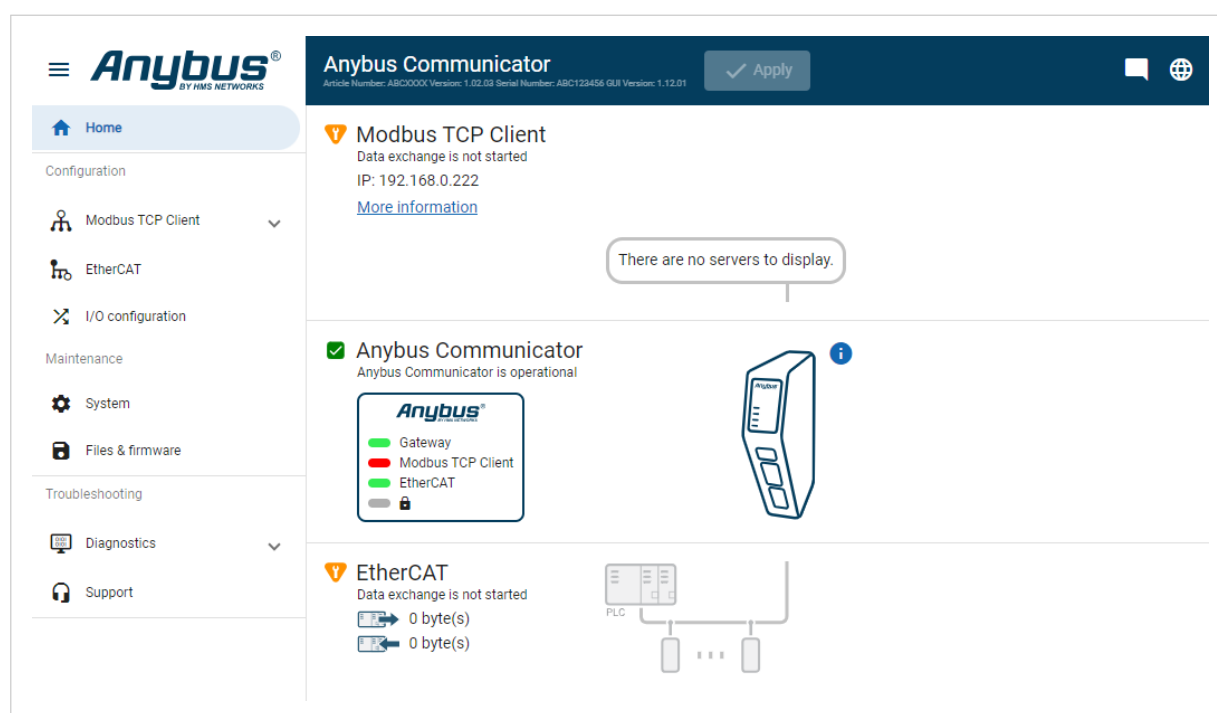 Anybus®
BY HMS NETWORKS
Anybus Communicator
Article Number: ABCXXXX Version: 1.02.03 Serial Number: ABC123456 GUI Version: 1.12.01
Apply
Home
Configuration
Modbus TCP Client
EtherCAT
I/O configuration
Maintenance
System
Files & firmware
Troubleshooting
Diagnostics
Support
Modbus TCP Client
Data exchange is not started
IP: 192.168.0.222
More information
There are no servers to display.
Anybus Communicator
Anybus Communicator is operational
Anybus®
BY HMS NETWORKS
Gateway
Modbus TCP Client
EtherCAT
Anybus
EtherCAT
Data exchange is not started
0 byte(s)
0 byte(s)
PLC